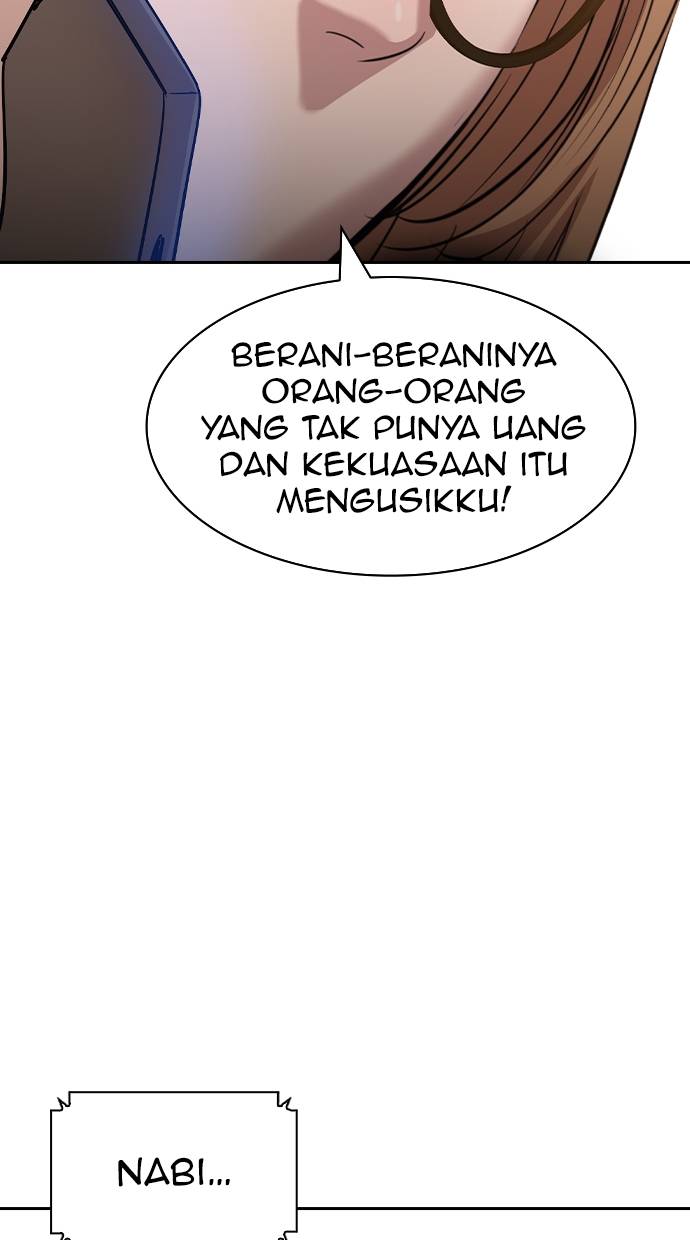 BERANI-BERANINYA
ORANG-ORANG
YANG TAK PUNYA UANG
DAN KEKUASAAN ITU
MENGUSIKKU!
NABI...